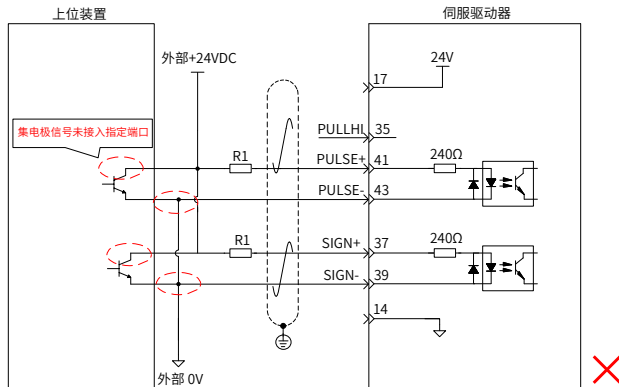 上位装置
伺服驱动器
外部+24VDC
24V
17
集电极信号未接入指定端口
PULLHI
35
R1
PULSE+
41
240Ω
PULSE-
43
R1
SIGN+
37
240Ω
SIGN-
39
14
外部 0V